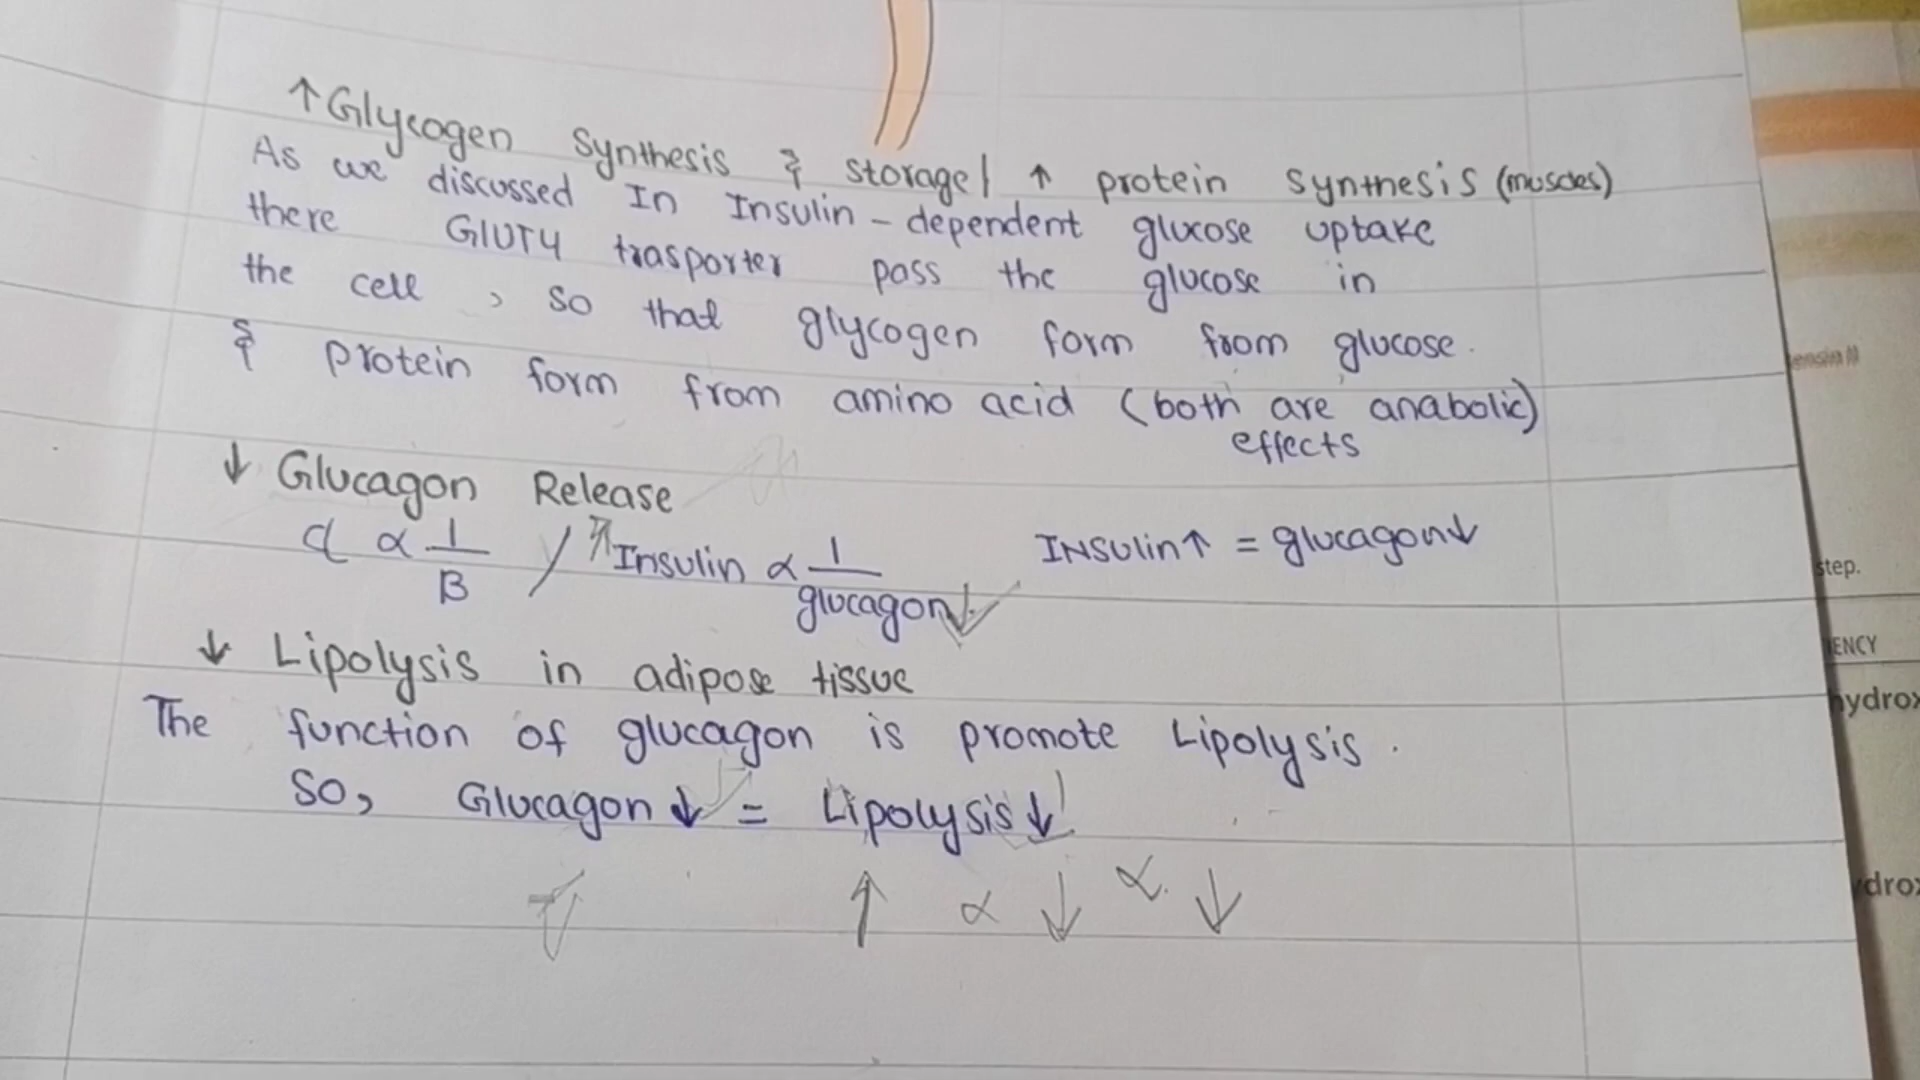 ↑ Glycogen Synthesis & storage/ ↑ protein synthesis (muscles)
As we discussed In Insulin-dependent glucose uptake
there GlUT4 trasporter pass the glucose in
the cell, so that glycogen form from glucose.
& protein form from amino acid (both are anabolic)
effects
↓ Glucagon Release
α ∝ 1/B / ↑ Insulin ∝ 1/glucagon↓ INSulin↑ = glucagon↓
↓ Lipolysis in adipose tissue
The function of glucagon is promote Lipolysis.
So, Glucagon↓ = Lipolysis↓
↑ ∝ ↓ ∝ ↓
step.
ENCY
hydrox